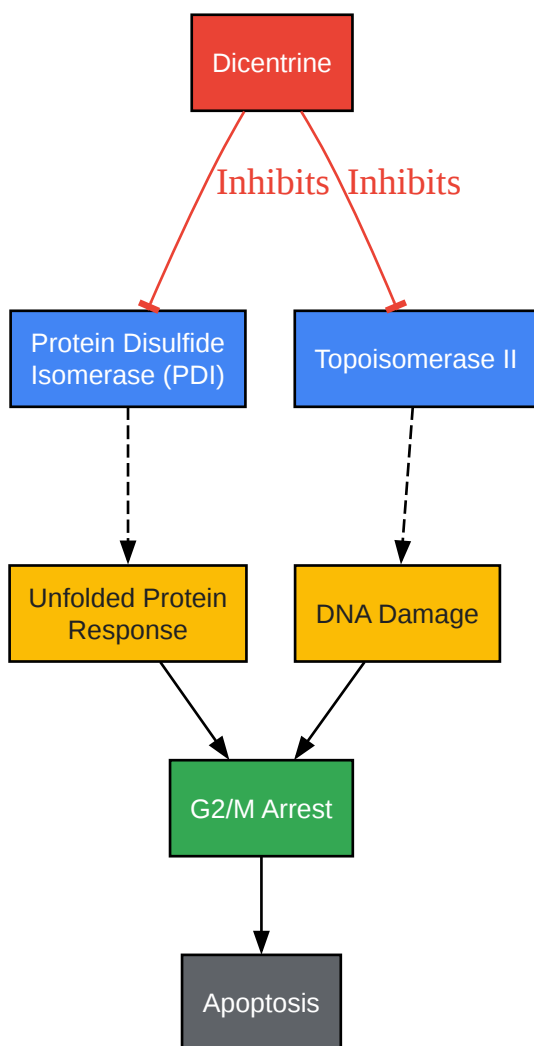 Dicentrine
Inhibits Inhibits
Protein Disulfide
Isomerase (PDI)
Topoisomerase II
Unfolded Protein
Response
DNA Damage
G2/M Arrest
Apoptosis